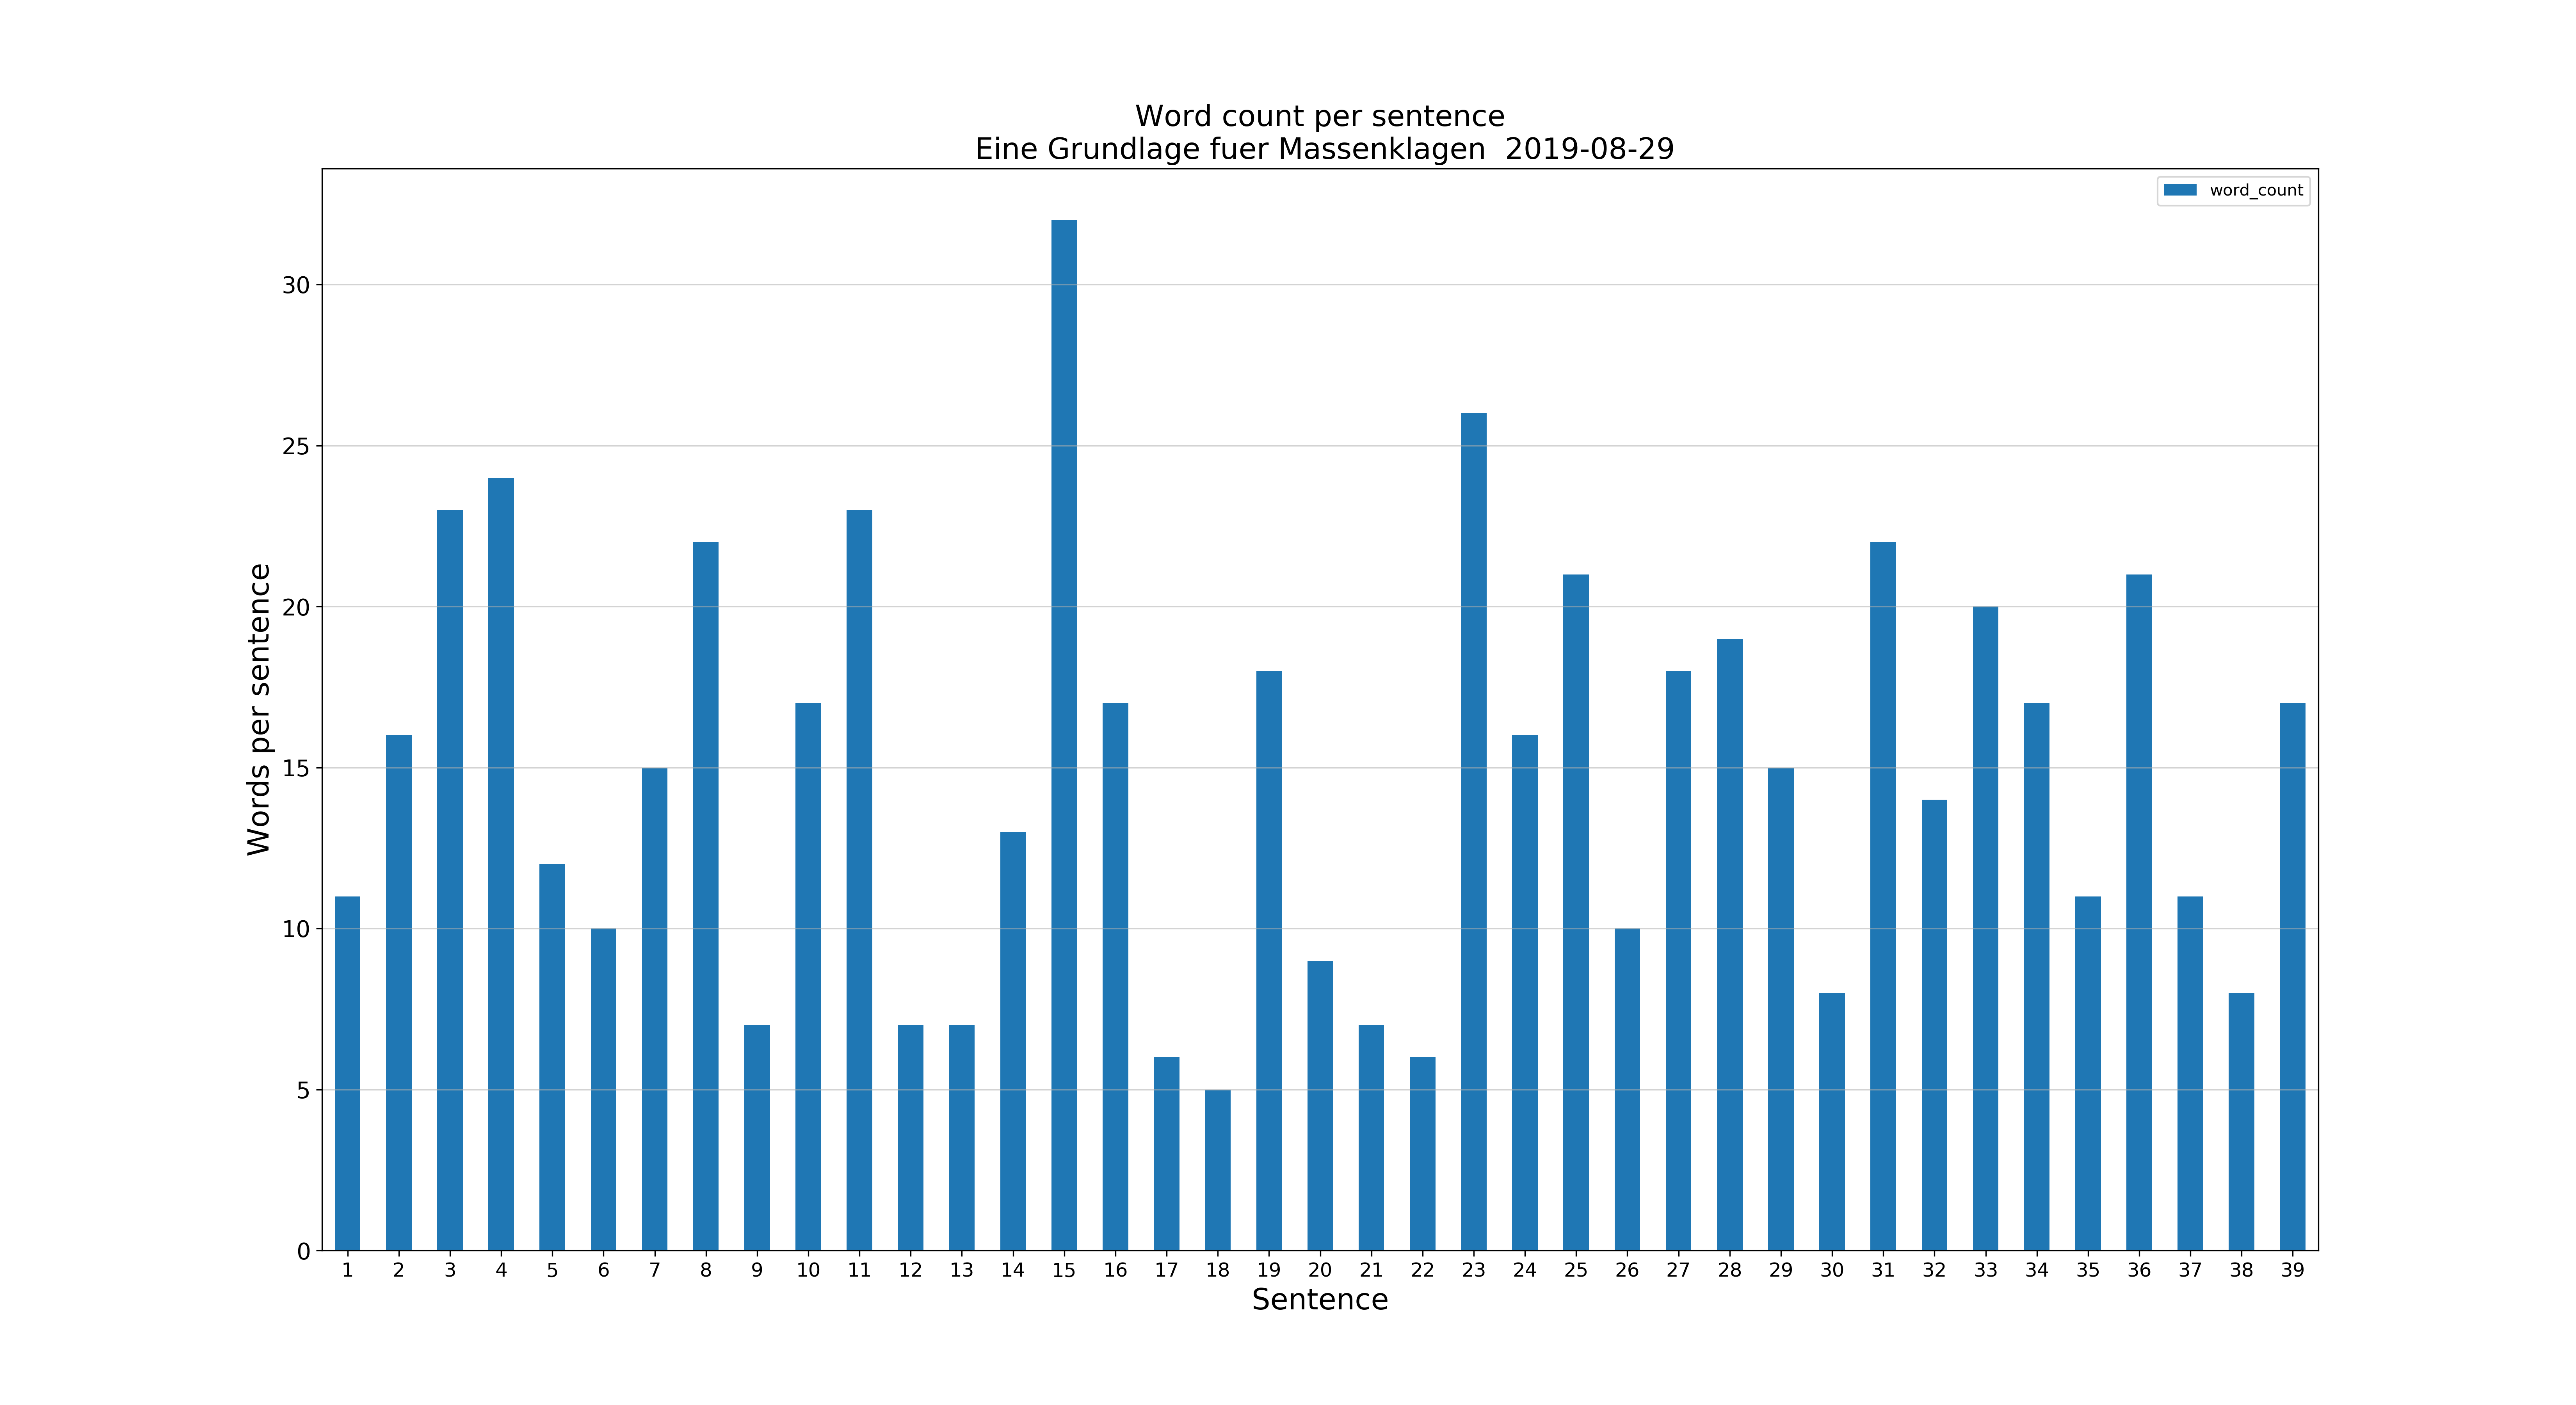 Word count per sentence
Eine Grundlage fuer Massenklagen  2019-08-29
word_count
30
25
20
15
10
5
0
Words per sentence
1 2 3 4 5 6 7 8 9 10 11 12 13 14 15 16 17 18 19 20 21 22 23 24 25 26 27 28 29 30 31 32 33 34 35 36 37 38 39
Sentence